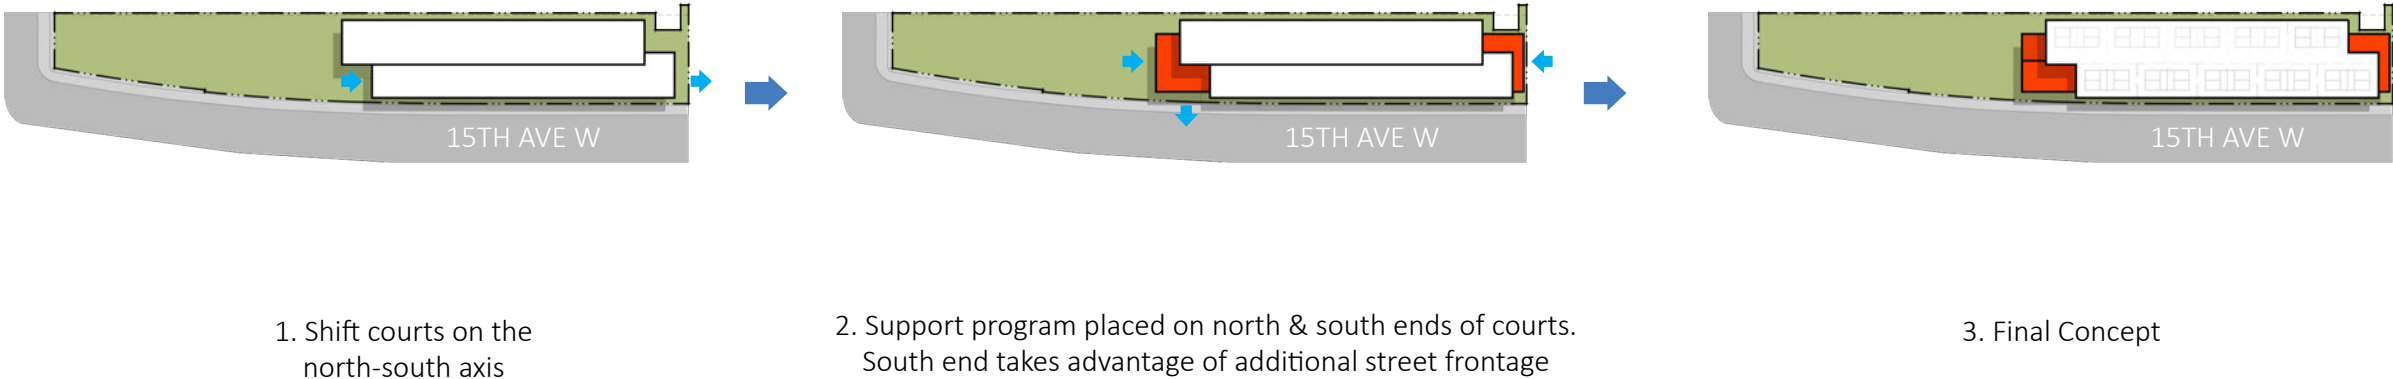 15TH AVE W
15TH AVE W
15TH AVE W
1. Shift courts on the
north-south axis
2. Support program placed on north & south ends of courts.
South end takes advantage of additional street frontage
3. Final Concept